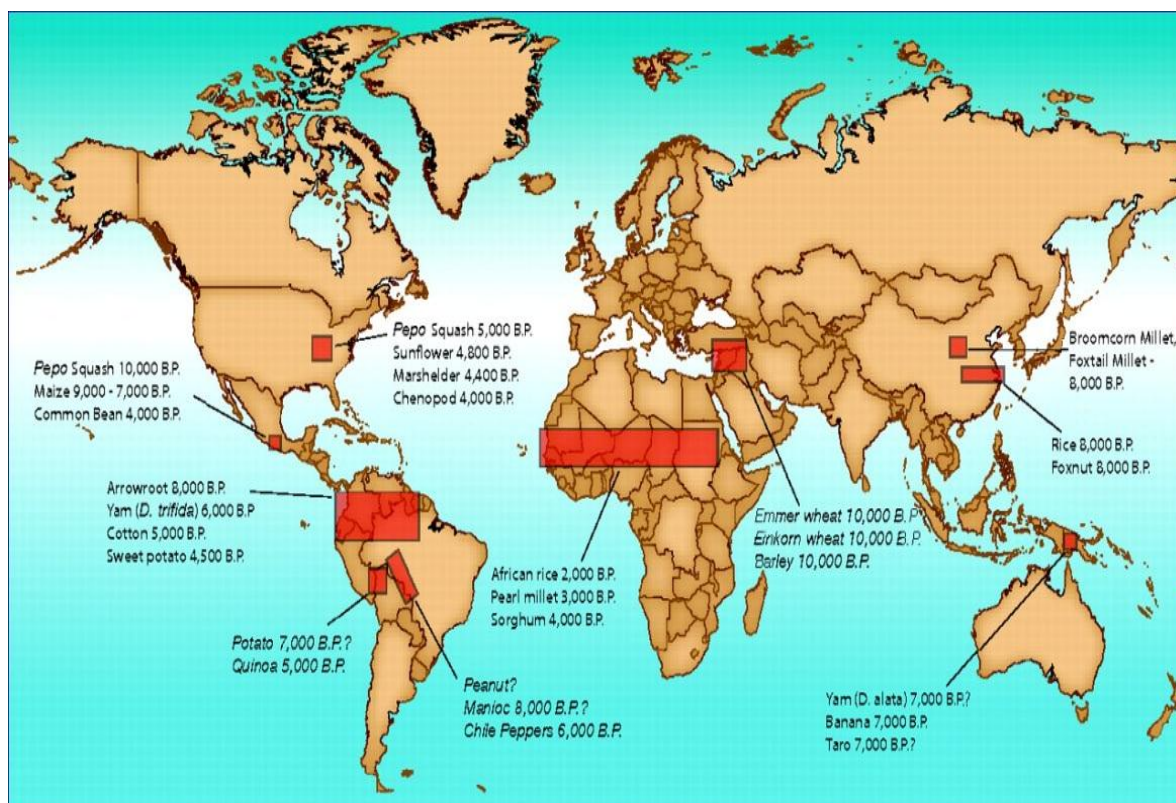 Pepo Squash 5,000 B.P.
Sunflower 4,800 B.P.
Marshelder 4,400 B.P.
Chenopod 4,000 B.P.
Pepo Squash 10,000 B.P.
Maize 9,000 - 7,000 B.P.
Common Bean 4,000 B.P.
Broomcorn Millet,
Foxtail Millet -
8,000 B.P.
Rice 8,000 B.P.
Foxnut 8,000 B.P.
Arrowroot 8,000 B.P.
Yam (D. trifida) 6,000 B.P
Cotton 5,000 B.P.
Sweet potato 4,500 B.P.
Emmer wheat 10,000 B.P
Einkorn wheat 10,000 B.P.
Barley 10,000 B.P.
African rice 2,000 B.P.
Pearl millet 3,000 B.P.
Sorghum 4,000 B.P.
Potato 7,000 B.P.?
Quinoa 5,000 B.P.
Peanut?
Manioc 8,000 B.P.?
Chile Peppers 6,000 B.P.
Yam (D. alata) 7,000 B.P.?
Banana 7,000 B.P.
Taro 7,000 B.P.?